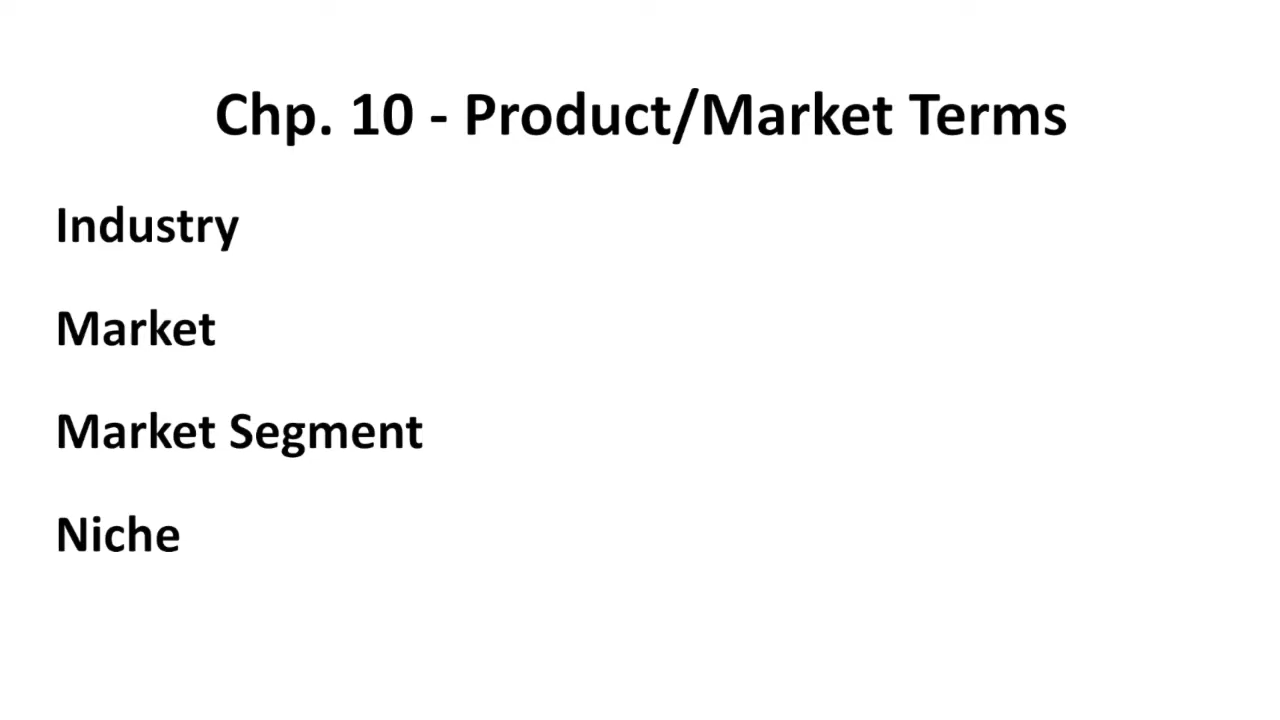 Chp. 10 - Product/Market Terms
Industry
Market
Market Segment
Niche